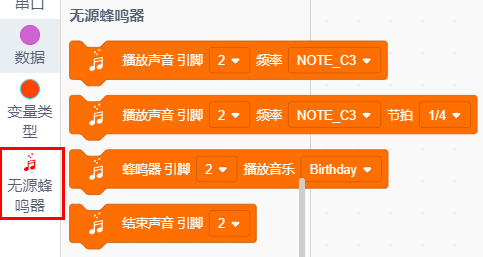 串口
无源蜂鸣器
数据
播放声音 引脚 2 频率 NOTE_C3
变量类
型
播放声音 引脚 2 频率 NOTE_C3 节拍 1/4
无源蜂
鸣器
蜂鸣器 引脚 2 播放音乐 Birthday
结束声音 引脚 2